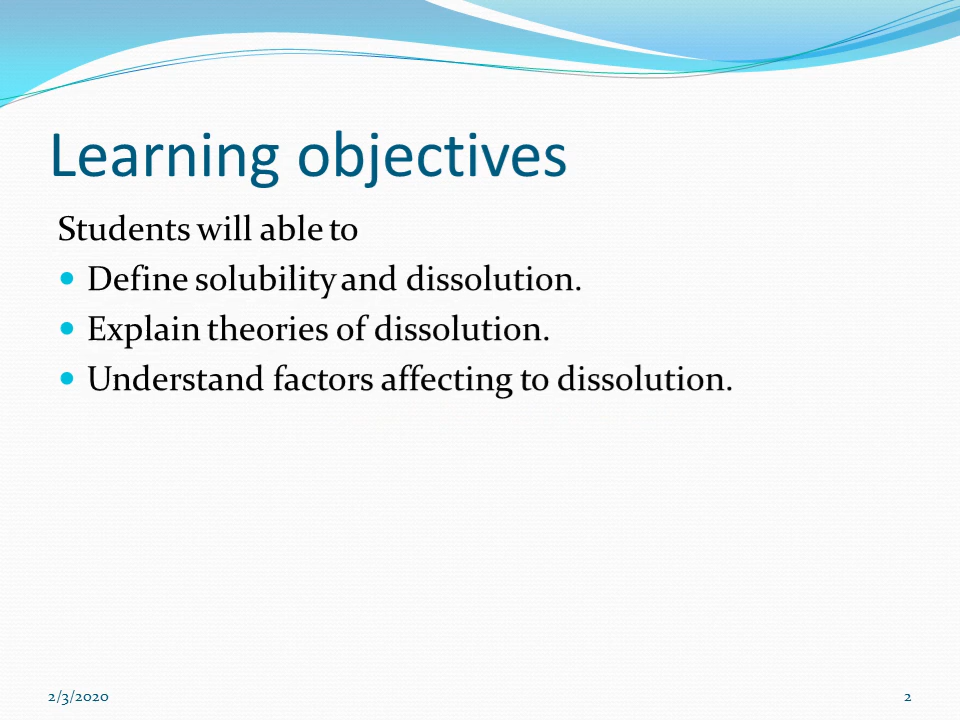 Learning objectives
Students will able to
• Define solubility and dissolution.
• Explain theories of dissolution.
• Understand factors affecting to dissolution.
2/3/2020
2